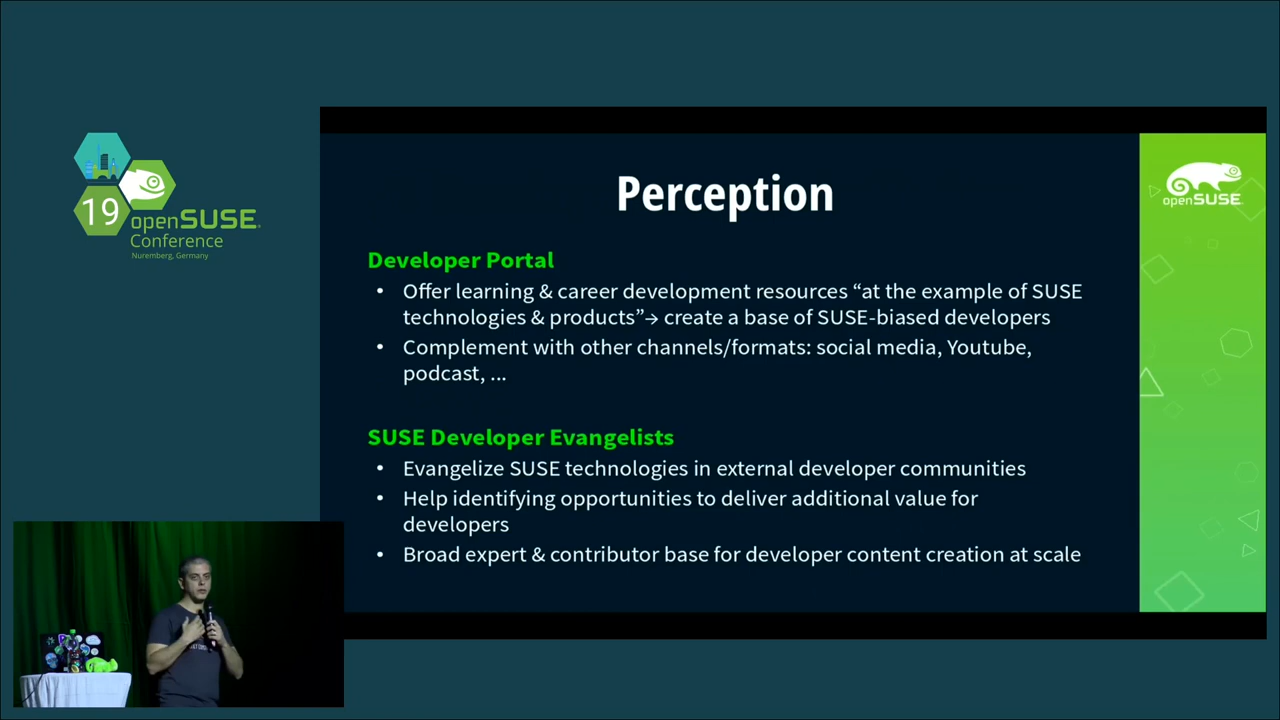 19
openSUSE
Conference
Nuremberg, Germany
Perception
openSUSE
Developer Portal
• Offer learning & career development resources “at the example of SUSE
technologies & products”→ create a base of SUSE-biased developers
• Complement with other channels/formats: social media, Youtube,
podcast, ...
SUSE Developer Evangelists
• Evangelize SUSE technologies in external developer communities
• Help identifying opportunities to deliver additional value for
developers
• Broad expert & contributor base for developer content creation at scale